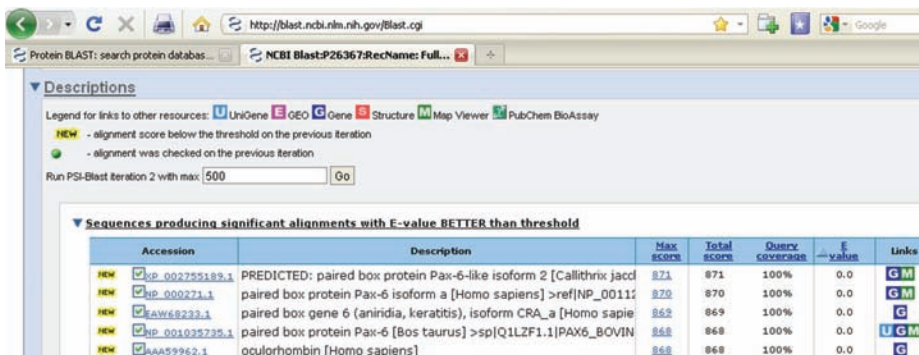 http://blast.ncbi.nlm.nih.gov/Blast.cgi
Google
Protein BLAST: search protein databas...
NCBI Blast:P26367:RecName: Full...
Descriptions
Legend for links to other resources: U UniGene E GEO G Gene S Structure M Map Viewer PubChem BioAssay
NEW - alignment score below the threshold on the previous iteration
- alignment was checked on the previous iteration
Run PSI-Blast iteration 2 with max 500 Go
Sequences producing significant alignments with E-value BETTER than threshold
Accession Description Max score Total score Query coverage E value Links
NEW XP_002755189.1 PREDICTED: paired box protein Pax-6-like isoform 2 [Callithrix jacc 871 871 100% 0.0 G M
NEW NP_000271.1 paired box protein Pax-6 isoform a [Homo sapiens] >ref|NP_00112 870 870 100% 0.0 G M
NEW EAW68233.1 paired box gene 6 (aniridia, keratitis), isoform CRA_a [Homo sapie 869 869 100% 0.0 G
NEW NP_001035735.1 paired box protein Pax-6 [Bos taurus] >sp|Q1LZF1.1|PAX6_BOVIN 868 868 100% 0.0 U G M
NEW AAA59962.1 oculorhombin [Homo sapiens] 868 868 100% 0.0 G